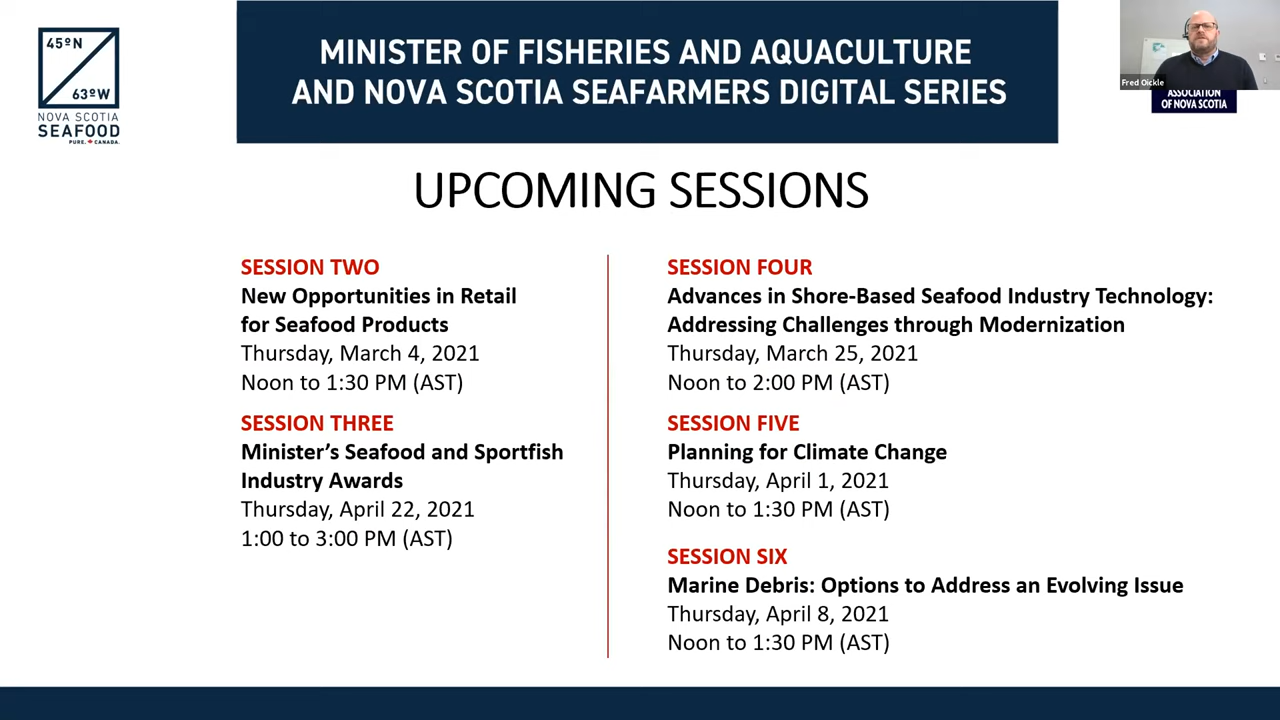 45ºN
63ºW
NOVA SCOTIA
SEAFOOD
PURE. CANADA.
MINISTER OF FISHERIES AND AQUACULTURE
AND NOVA SCOTIA SEAFARMERS DIGITAL SERIES
Fred Oickle
ASSOCIATION
OF NOVA SCOTIA
UPCOMING SESSIONS
SESSION TWO
New Opportunities in Retail
for Seafood Products
Thursday, March 4, 2021
Noon to 1:30 PM (AST)
SESSION THREE
Minister’s Seafood and Sportfish
Industry Awards
Thursday, April 22, 2021
1:00 to 3:00 PM (AST)
SESSION FOUR
Advances in Shore-Based Seafood Industry Technology:
Addressing Challenges through Modernization
Thursday, March 25, 2021
Noon to 2:00 PM (AST)
SESSION FIVE
Planning for Climate Change
Thursday, April 1, 2021
Noon to 1:30 PM (AST)
SESSION SIX
Marine Debris: Options to Address an Evolving Issue
Thursday, April 8, 2021
Noon to 1:30 PM (AST)